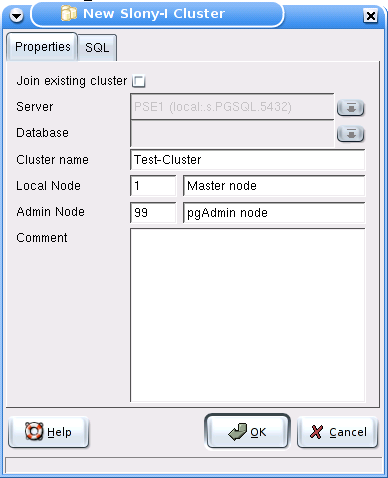 New Slony-I Cluster
Properties SQL
Join existing cluster
Server PSE1 (local:.s.PGSQL.5432)
Database
Cluster name Test-Cluster
Local Node 1 Master node
Admin Node 99 pgAdmin node
Comment
Help OK Cancel